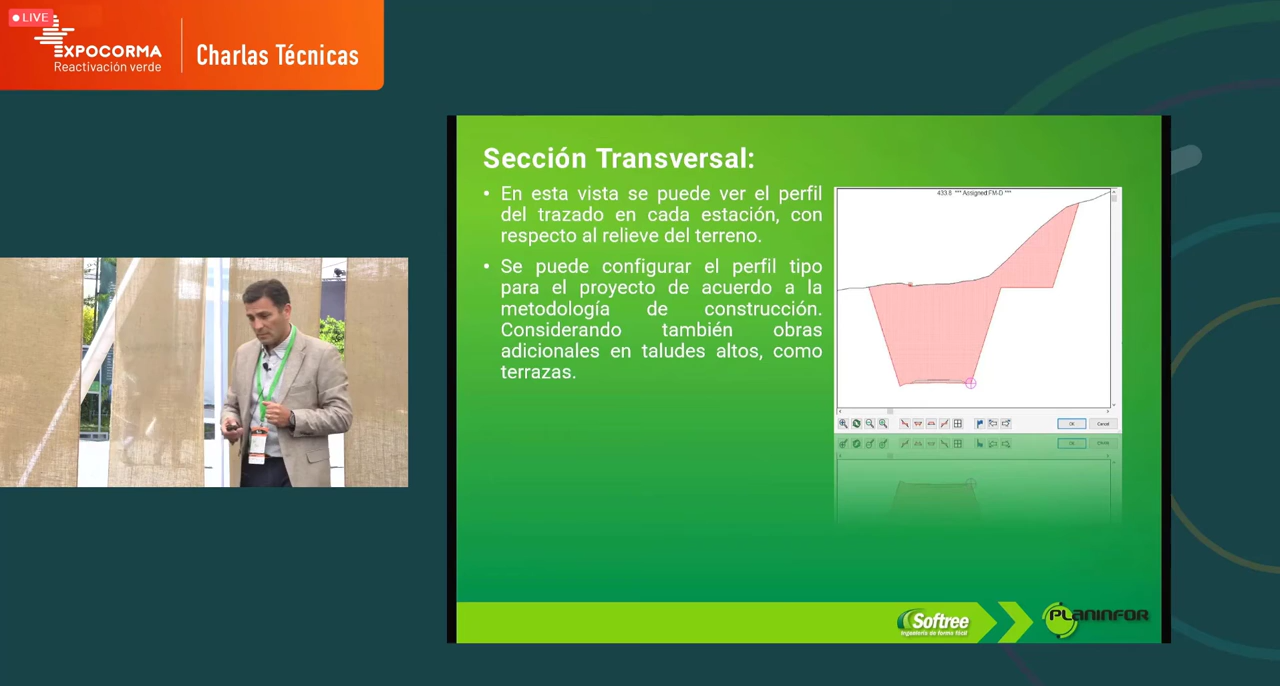 LIVE
EXPOCORMA
Reactivación verde
Charlas Técnicas
Sección Transversal:
• En esta vista se puede ver el perfil
del trazado en cada estación, con
respecto al relieve del terreno.
• Se puede configurar el perfil tipo
para el proyecto de acuerdo a la
metodología de construcción.
Considerando también obras
adicionales en taludes altos, como
terrazas.
433.8 *** Assigned:FM-D ***
OK
Cancel
Softree
Ingeniería de forma fácil
PLANINFOR